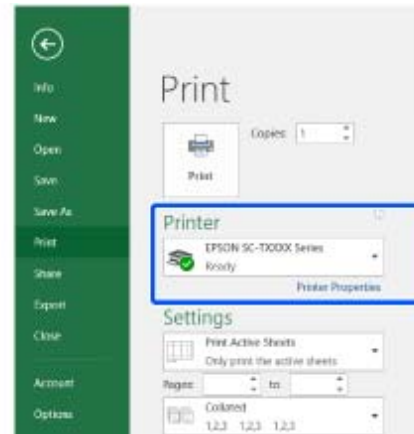 Info
New
Open
Save
Save As
Print
Share
Export
Close
Account
Options
Print
Copies: 1
Print
Printer
EPSON SC-TXXXX Series
Ready
Printer Properties
Settings
Print Active Sheets
Only print the active sheets
Pages: to:
Collated
1,2,3 1,2,3 1,2,3